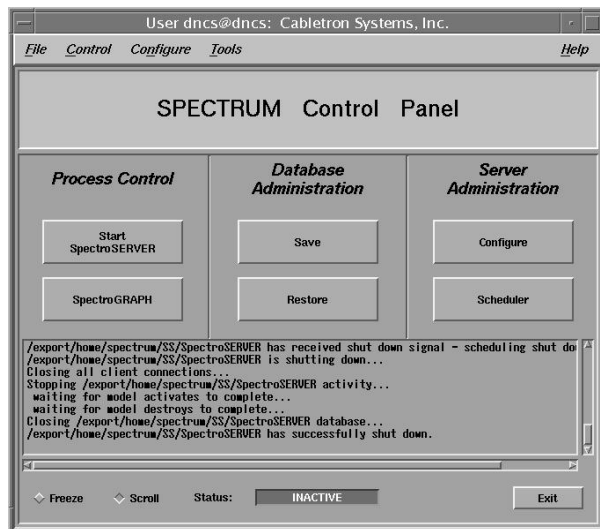 User dncs@dncs: Cabletron Systems, Inc.
File Control Configure Tools Help
SPECTRUM Control Panel
Process Control
Start
SpectroSERVER
SpectroGRAPH
Database
Administration
Save
Restore
Server
Administration
Configure
Scheduler
/export/home/spectrum/SS/SpectroSERVER has received shut down signal - scheduling shut do
/export/home/spectrum/SS/SpectroSERVER is shutting down...
Closing all client connections...
Stopping /export/home/spectrum/SS/SpectroSERVER activity...
waiting for model activates to complete...
waiting for model destroys to complete...
Closing /export/home/spectrum/SS/SpectroSERVER database...
/export/home/spectrum/SS/SpectroSERVER has successfully shut down.
Freeze Scroll Status: INACTIVE Exit